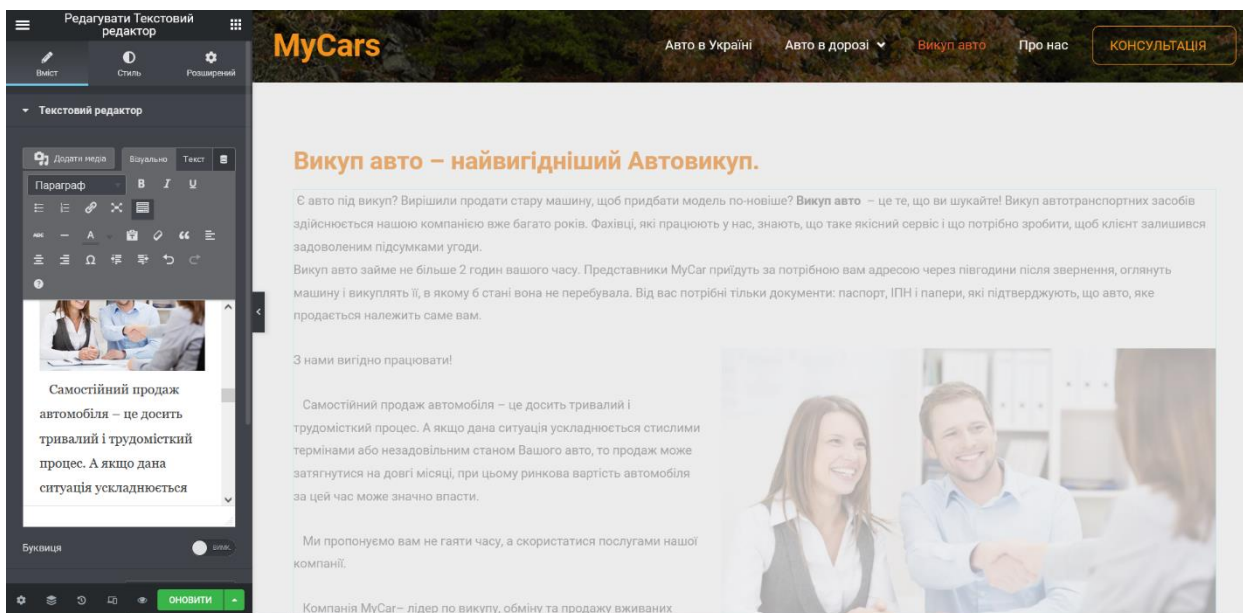 Редагувати Текстовий
редактор
Вміст
Стиль
Розширений
Текстовий редактор
Додати медіа
Візуально
Текст
Параграф
B I U
ABC
A
Ω
Самостійний продаж
автомобіля – це досить
тривалий і трудомісткий
процес. А якщо дана
ситуація ускладнюється
Буквиця
ВИМК.
ОНОВИТИ
MyCars
Авто в Україні
Авто в дорозі
Викуп авто
Про нас
КОНСУЛЬТАЦІЯ
Викуп авто – найвигідніший Автовикуп.
Є авто під викуп? Вирішили продати стару машину, щоб придбати модель по-новіше? Викуп авто – це те, що ви шукайте! Викуп автотранспортних засобів
здійснюється нашою компанією вже багато років. Фахівці, які працюють у нас, знають, що таке якісний сервіс і що потрібно зробити, щоб клієнт залишився
задоволеним підсумками угоди.
Викуп авто займе не більше 2 годин вашого часу. Представники MyCar приїдуть за потрібною вам адресою через півгодини після звернення, оглянуть
машину і викуплять її, в якому б стані вона не перебувала. Від вас потрібні тільки документи: паспорт, ІПН і папери, які підтверджують, що авто, яке
продається належить саме вам.
З нами вигідно працювати!
Самостійний продаж автомобіля – це досить тривалий і
трудомісткий процес. А якщо дана ситуація ускладнюється стислими
термінами або незадовільним станом Вашого авто, то продаж може
затягнутися на довгі місяці, при цьому ринкова вартість автомобіля
за цей час може значно впасти.
Ми пропонуємо вам не гаяти часу, а скористатися послугами нашої
компанії.
Компанія MyCar– лідер по викупу, обміну та продажу вживаних